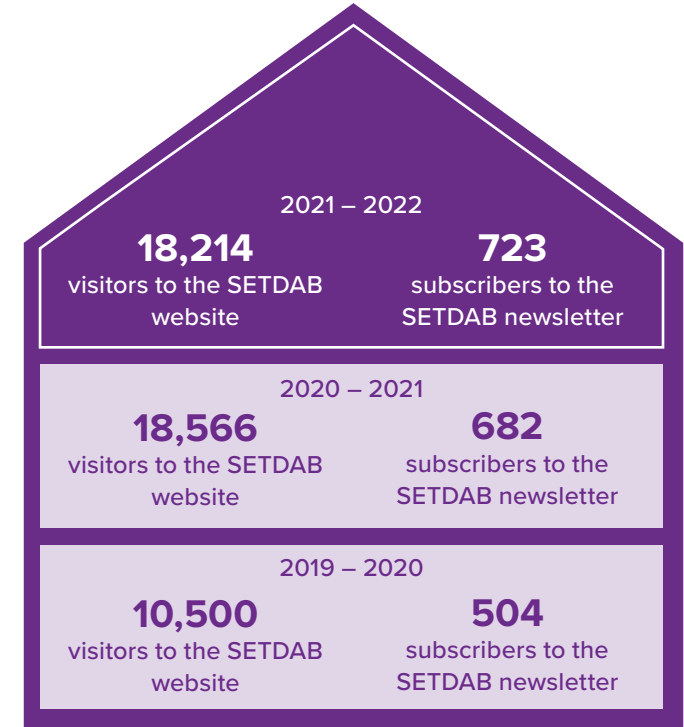 2021 – 2022
18,214
visitors to the SETDAB
website
723
subscribers to the
SETDAB newsletter
2020 – 2021
18,566
visitors to the SETDAB
website
682
subscribers to the
SETDAB newsletter
2019 – 2020
10,500
visitors to the SETDAB
website
504
subscribers to the
SETDAB newsletter